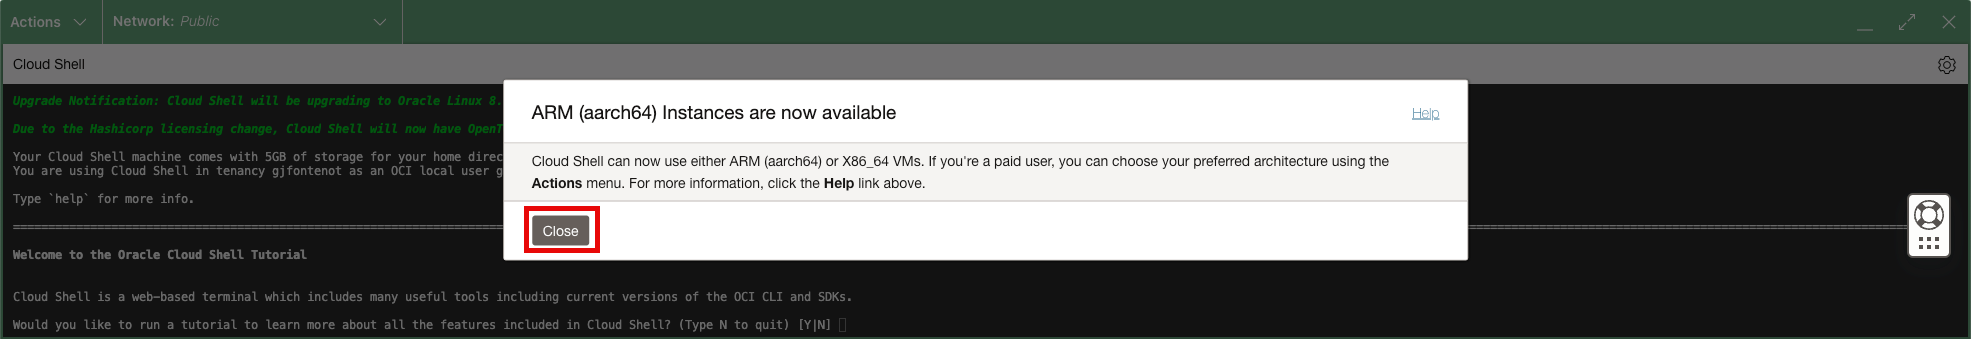 Actions
Network: Public
Cloud Shell
Upgrade Notification: Cloud Shell will be upgrading to Oracle Linux 8.
Due to the Hashicorp licensing change, Cloud Shell will now have OpenT
Your Cloud Shell machine comes with 5GB of storage for your home direc
You are using Cloud Shell in tenancy gjfontenot as an OCI local user g
Type `help` for more info.
Welcome to the Oracle Cloud Shell Tutorial
Cloud Shell is a web-based terminal which includes many useful tools including current versions of the OCI CLI and SDKs.
Would you like to run a tutorial to learn more about all the features included in Cloud Shell? (Type N to quit) [Y|N]
ARM (aarch64) Instances are now available
Help
Cloud Shell can now use either ARM (aarch64) or X86_64 VMs. If you're a paid user, you can choose your preferred architecture using the
Actions menu. For more information, click the Help link above.
Close